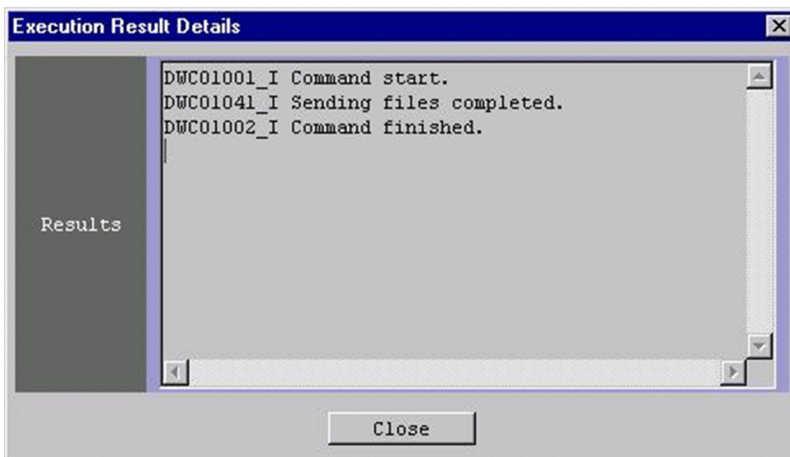 Execution Result Details
DWC01001_I Command start.
DWC01041_I Sending files completed.
DWC01002_I Command finished.
Results
Close